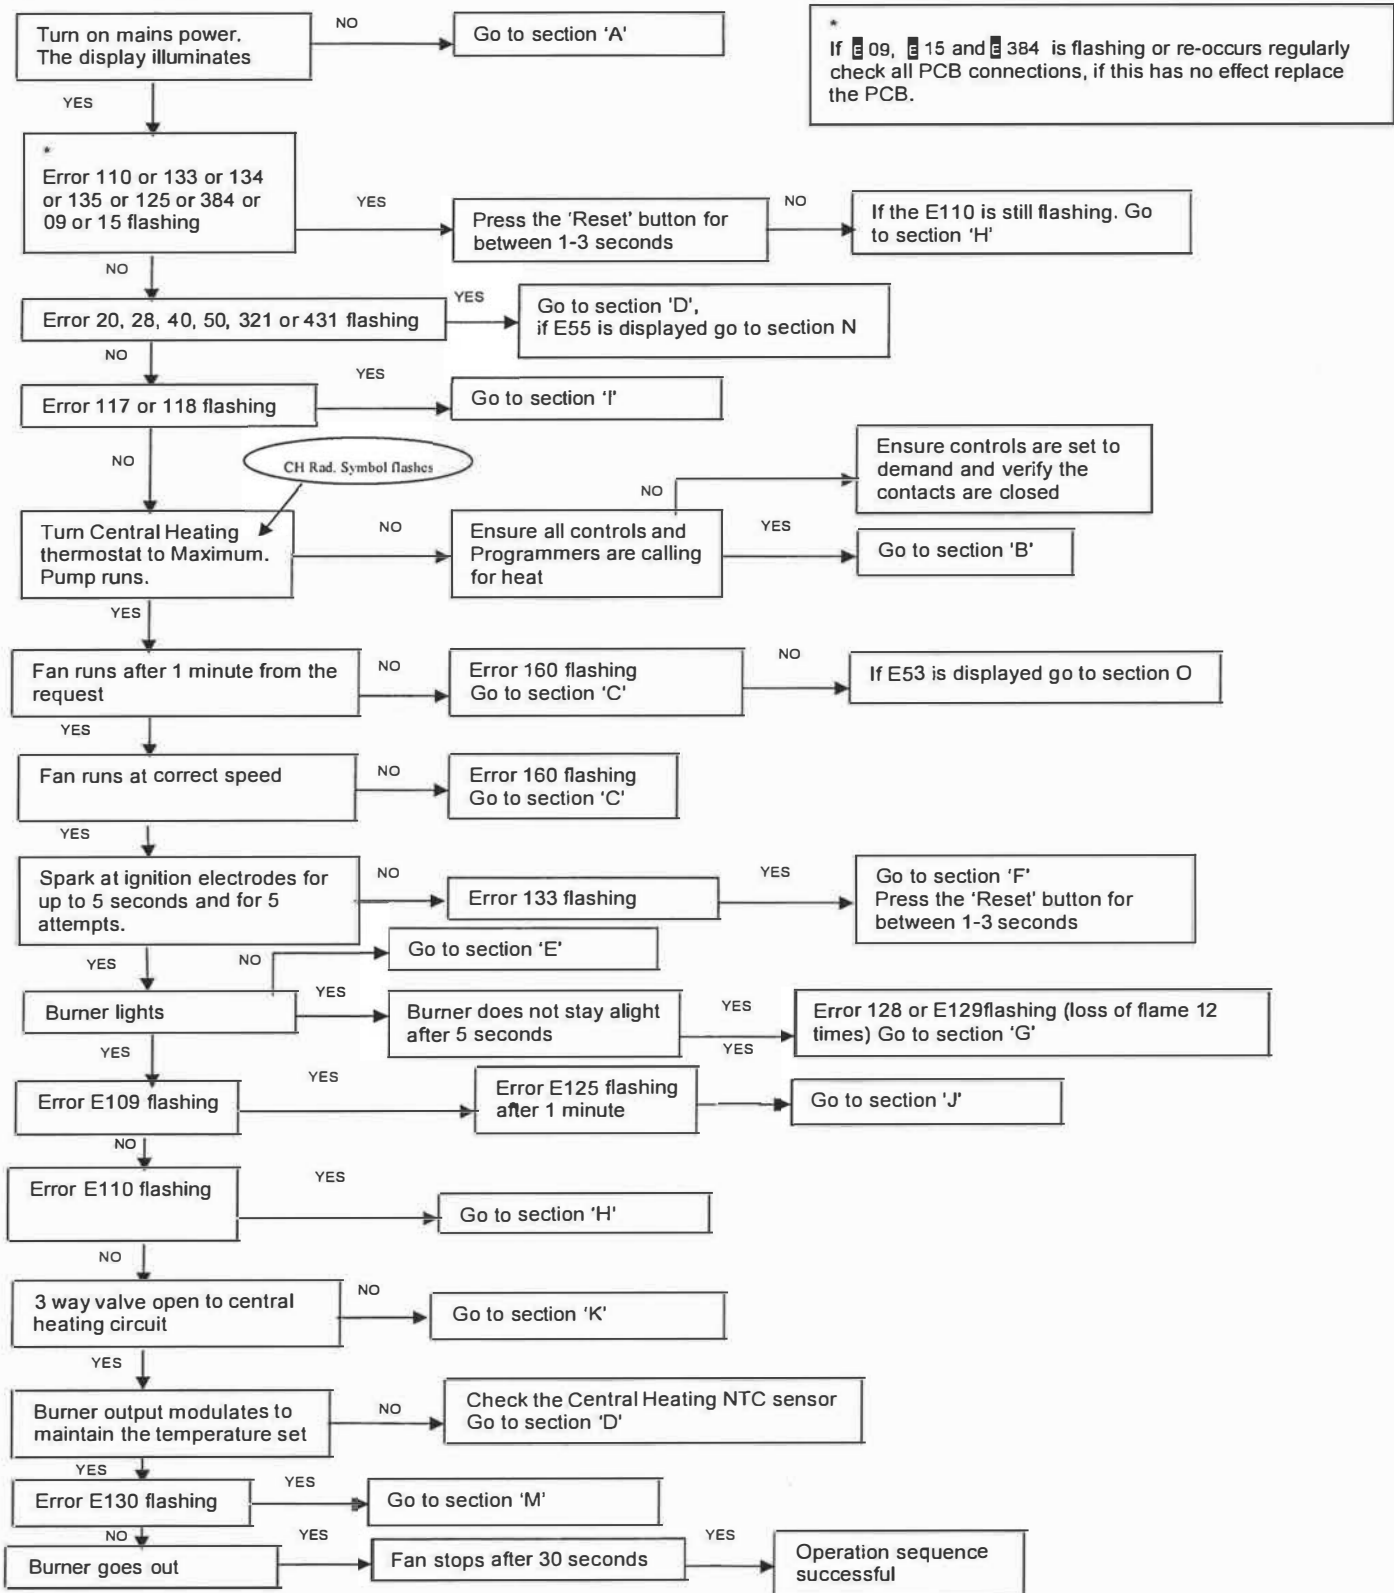 Turn on mains power.
The display illuminates
NO
Go to section 'A'
*
If E 09, E 15 and E 384 is flashing or re-occurs regularly
check all PCB connections, if this has no effect replace
the PCB.
YES
*
Error 110 or 133 or 134
or 135 or 125 or 384 or
09 or 15 flashing
YES
Press the 'Reset' button for
between 1-3 seconds
NO
If the E110 is still flashing. Go
to section 'H'
NO
Error 20, 28, 40, 50, 321 or 431 flashing
YES
Go to section 'D',
if E55 is displayed go to section N
NO
Error 117 or 118 flashing
YES
Go to section 'I'
NO
CH Rad. Symbol flashes
Turn Central Heating
thermostat to Maximum.
Pump runs.
NO
Ensure all controls and
Programmers are calling
for heat
NO
Ensure controls are set to
demand and verify the
contacts are closed
YES
Go to section 'B'
YES
Fan runs after 1 minute from the
request
NO
Error 160 flashing
Go to section 'C'
NO
If E53 is displayed go to section O
YES
Fan runs at correct speed
NO
Error 160 flashing
Go to section 'C'
YES
Spark at ignition electrodes for
up to 5 seconds and for 5
attempts.
NO
Error 133 flashing
YES
Go to section 'F'
Press the 'Reset' button for
between 1-3 seconds
YES
NO
Go to section 'E'
Burner lights
YES
Burner does not stay alight
after 5 seconds
YES
YES
Error 128 or E129flashing (loss of flame 12
times) Go to section 'G'
YES
Error E109 flashing
YES
Error E125 flashing
after 1 minute
Go to section 'J'
NO
Error E110 flashing
YES
Go to section 'H'
NO
3 way valve open to central
heating circuit
NO
Go to section 'K'
YES
Burner output modulates to
maintain the temperature set
NO
Check the Central Heating NTC sensor
Go to section 'D'
YES
Error E130 flashing
YES
Go to section 'M'
NO
Burner goes out
YES
Fan stops after 30 seconds
YES
Operation sequence
successful